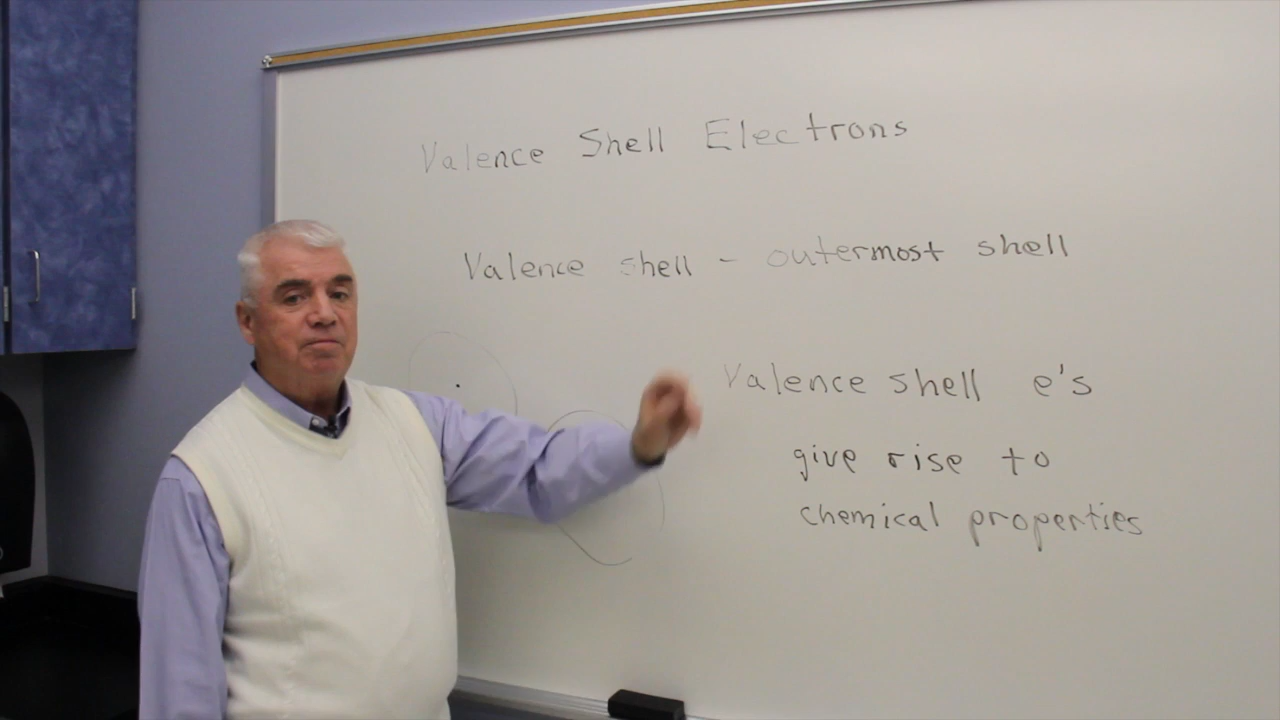 Valence Shell Electrons
Valence shell - outermost shell
Valence shell e's
give rise to
chemical properties